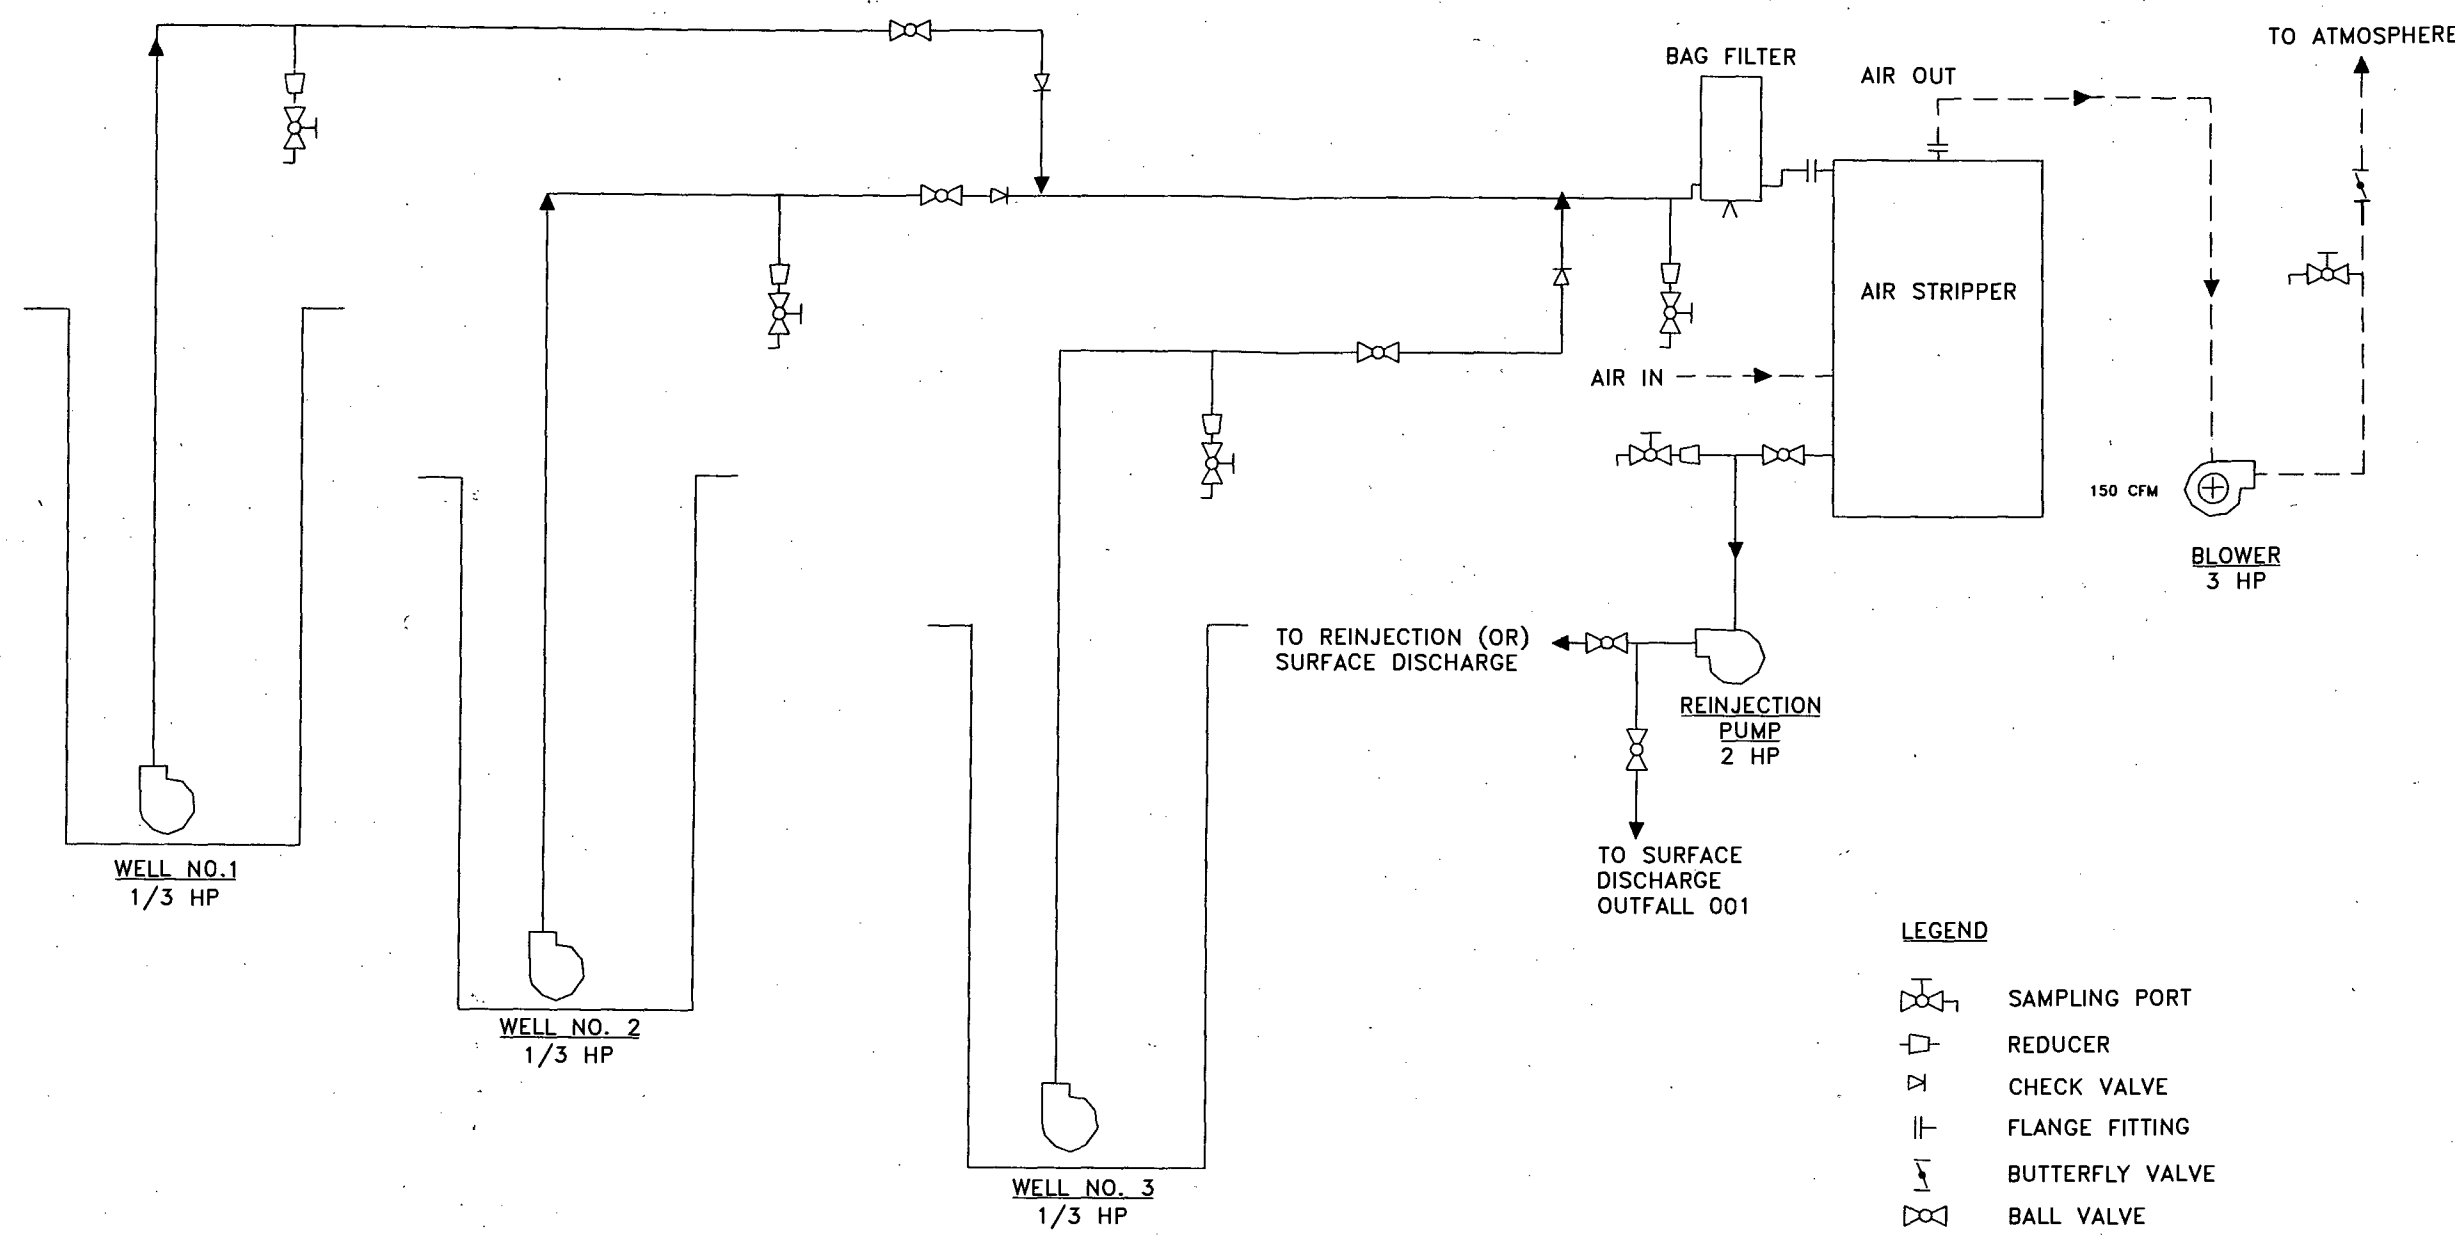 TO ATMOSPHERE
BAG FILTER
AIR OUT
AIR STRIPPER
AIR IN
150 CFM
BLOWER
3 HP
TO REINJECTION (OR)
SURFACE DISCHARGE
REINJECTION
PUMP
2 HP
TO SURFACE
DISCHARGE
OUTFALL 001
WELL NO.1
1/3 HP
WELL NO. 2
1/3 HP
WELL NO. 3
1/3 HP
LEGEND
SAMPLING PORT
REDUCER
CHECK VALVE
FLANGE FITTING
BUTTERFLY VALVE
BALL VALVE